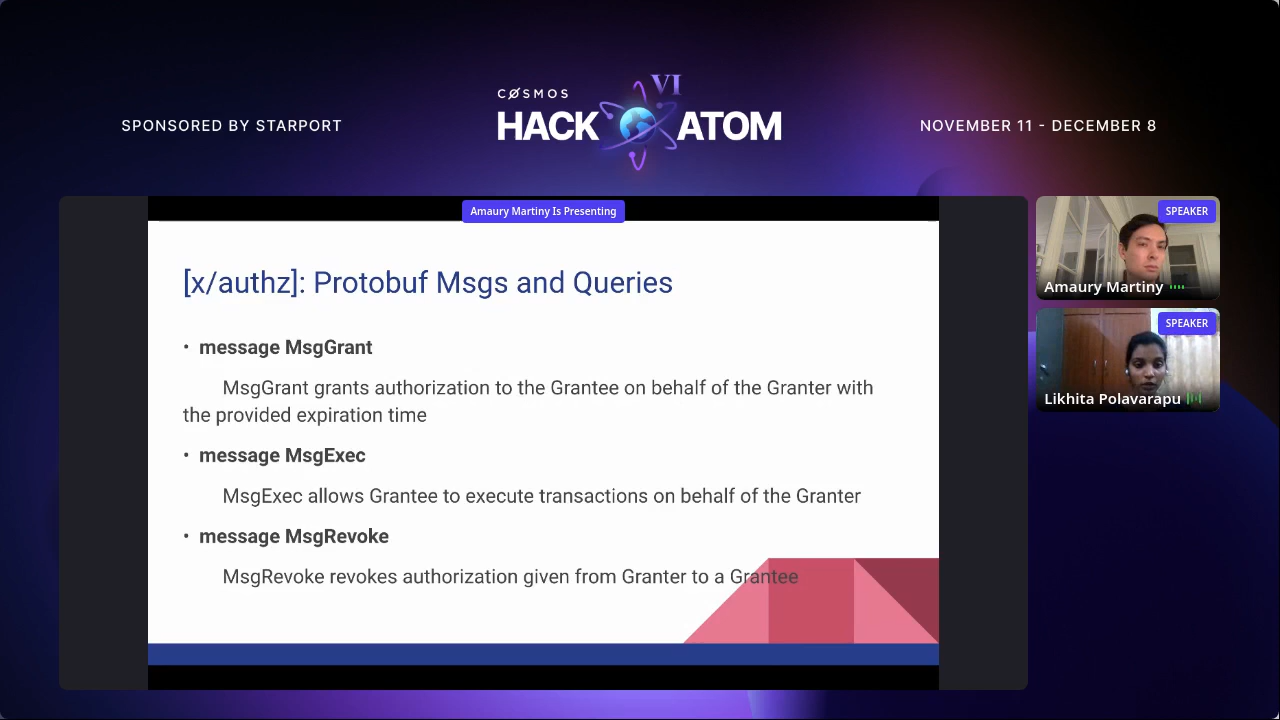 SPONSORED BY STARPORT
CØSMOS
HACK ATOM
VI
NOVEMBER 11 - DECEMBER 8
Amaury Martiny Is Presenting
[x/authz]: Protobuf Msgs and Queries
• message MsgGrant
MsgGrant grants authorization to the Grantee on behalf of the Granter with
the provided expiration time
• message MsgExec
MsgExec allows Grantee to execute transactions on behalf of the Granter
• message MsgRevoke
MsgRevoke revokes authorization given from Granter to a Grantee
SPEAKER
Amaury Martiny
SPEAKER
Likhita Polavarapu